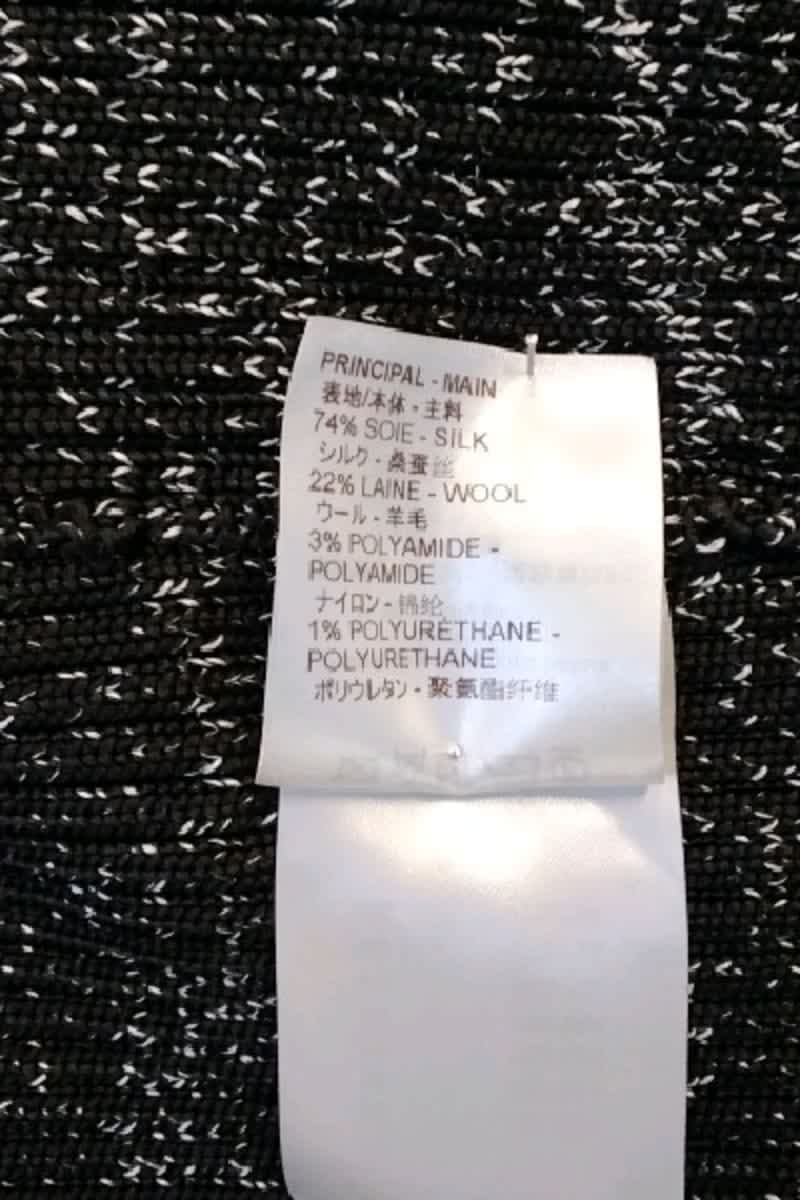 PRINCIPAL - MAIN
表地/本体 - 主料
74% SOIE - SILK
シルク - 桑蚕丝
22% LAINE - WOOL
ウール - 羊毛
3% POLYAMIDE -
POLYAMIDE
ナイロン - 锦纶
1% POLYURETHANE -
POLYURETHANE
ポリウレタン - 聚氨酯纤维